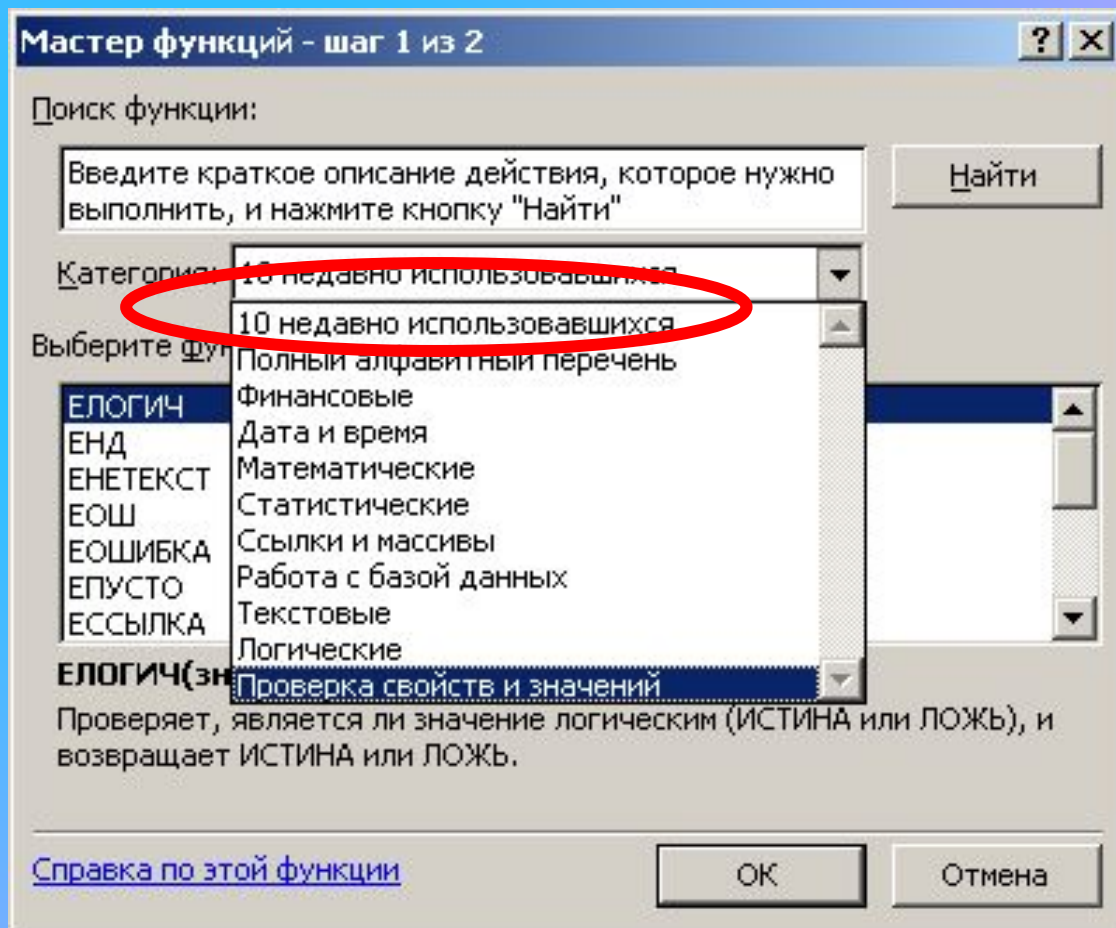 Мастер функций - шаг 1 из 2
Поиск функции:
Введите краткое описание действия, которое нужно
выполнить, и нажмите кнопку "Найти"
Найти
Категория: 10 недавно использовавшихся
10 недавно использовавшихся
Выберите фун
Полный алфавитный перечень
Финансовые
Дата и время
Математические
Статистические
Ссылки и массивы
Работа с базой данных
Текстовые
Логические
Проверка свойств и значений
ЕЛОГИЧ
ЕНД
ЕНЕТЕКСТ
ЕОШ
ЕОШИБКА
ЕПУСТО
ЕССЫЛКА
ЕЛОГИЧ(зн
Проверяет, является ли значение логическим (ИСТИНА или ЛОЖЬ), и
возвращает ИСТИНА или ЛОЖЬ.
Справка по этой функции
ОК
Отмена